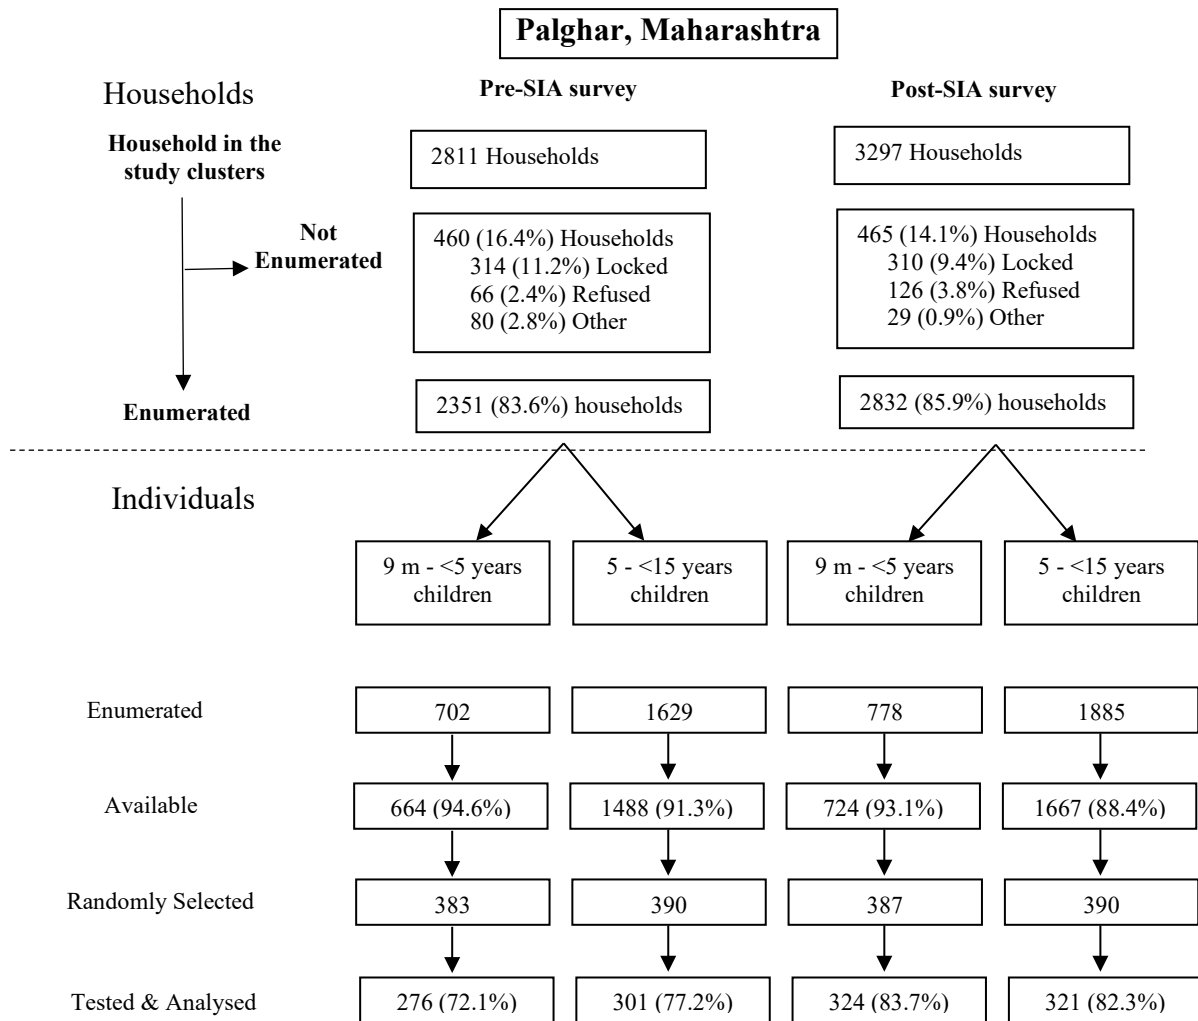 Palghar, Maharashtra
Households
Pre-SIA survey
Post-SIA survey
Household in the
study clusters
2811 Households
3297 Households
Not
Enumerated
460 (16.4%) Households
314 (11.2%) Locked
66 (2.4%) Refused
80 (2.8%) Other
465 (14.1%) Households
310 (9.4%) Locked
126 (3.8%) Refused
29 (0.9%) Other
Enumerated
2351 (83.6%) households
2832 (85.9%) households
Individuals
9 m - <5 years
children
5 - <15 years
children
9 m - <5 years
children
5 - <15 years
children
Enumerated
702
1629
778
1885
Available
664 (94.6%)
1488 (91.3%)
724 (93.1%)
1667 (88.4%)
Randomly Selected
383
390
387
390
Tested & Analysed
276 (72.1%)
301 (77.2%)
324 (83.7%)
321 (82.3%)